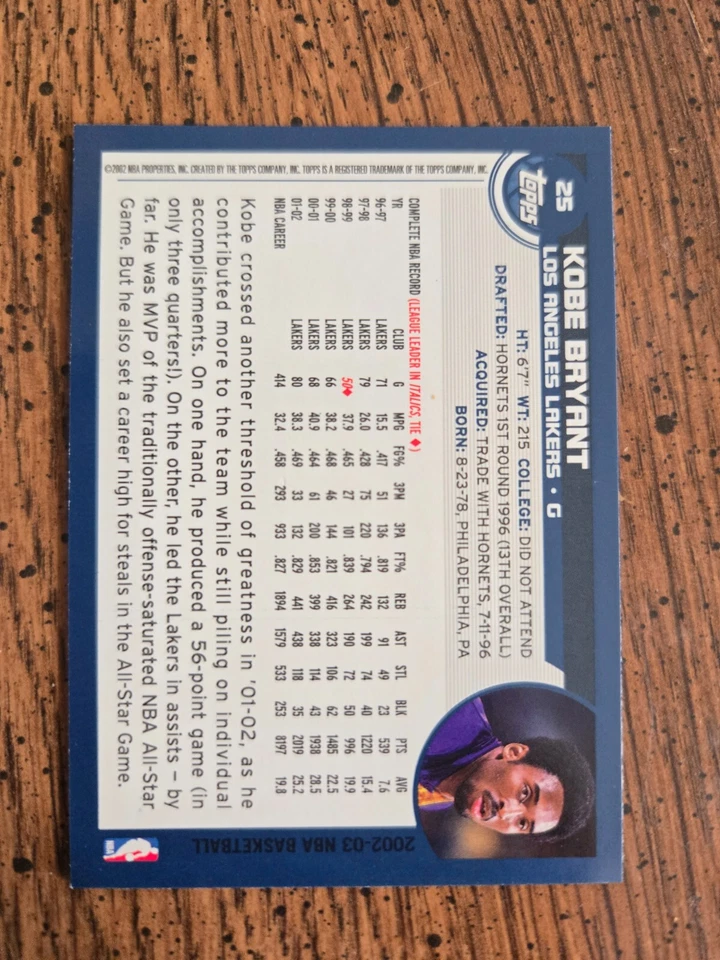 25
topps
KOBE BRYANT
LOS ANGELES LAKERS • G
HT: 6'7" WT: 215 COLLEGE: DID NOT ATTEND
DRAFTED: HORNETS 1ST ROUND 1996 (13TH OVERALL)
ACQUIRED: TRADE WITH HORNETS, 7-11-96
BORN: 8-23-78, PHILADELPHIA, PA
COMPLETE NBA RECORD (LEAGUE LEADER IN ITALICS, TIE ♦)
YR CLUB G MPG FG% 3PM 3PA FT% REB AST STL BLK PTS AVG
96-97 LAKERS 71 15.5 .417 51 136 .819 132 91 49 23 539 7.6
97-98 LAKERS 79 26.0 .428 75 220 .794 242 199 74 40 1220 15.4
98-99 LAKERS 50♦ 37.9 .465 27 101 .839 264 190 72 50 996 19.9
99-00 LAKERS 66 38.2 .468 46 144 .821 416 323 106 62 1485 22.5
00-01 LAKERS 68 40.9 .464 61 200 .853 399 338 114 43 1938 28.5
01-02 LAKERS 80 38.3 .469 33 132 .829 441 438 118 35 2019 25.2
NBA CAREER 414 32.4 .458 293 933 .827 1894 1579 533 253 8197 19.8
Kobe crossed another threshold of greatness in '01-02, as he
contributed more to the team while still piling on individual
accomplishments. On one hand, he produced a 56-point game (in
only three quarters!). On the other, he led the Lakers in assists – by
far. He was MVP of the traditionally offense-saturated NBA All-Star
Game. But he also set a career high for steals in the All-Star Game.
©2002 NBA PROPERTIES, INC. CREATED BY THE TOPPS COMPANY, INC. TOPPS IS A REGISTERED TRADEMARK OF THE TOPPS COMPANY, INC.
2002-03 NBA BASKETBALL
NBA